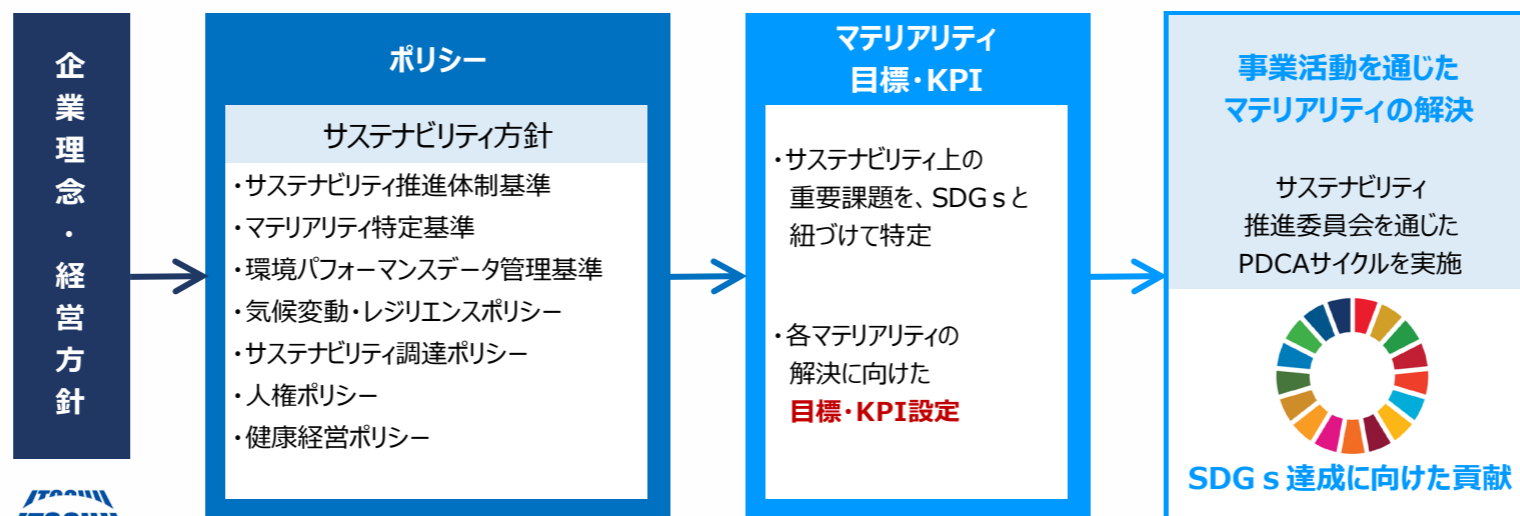 企業理念・経営方針
ポリシー
サステナビリティ方針
・サステナビリティ推進体制基準
・マテリアリティ特定基準
・環境パフォーマンスデータ管理基準
・気候変動・レジリエンスポリシー
・サステナビリティ調達ポリシー
・人権ポリシー
・健康経営ポリシー
マテリアリティ
目標・KPI
・サステナビリティ上の
重要課題を、SDGsと
紐づけて特定
・各マテリアリティの
解決に向けた
目標・KPI設定
事業活動を通じた
マテリアリティの解決
サステナビリティ
推進委員会を通じた
PDCAサイクルを実施
SDGs達成に向けた貢献